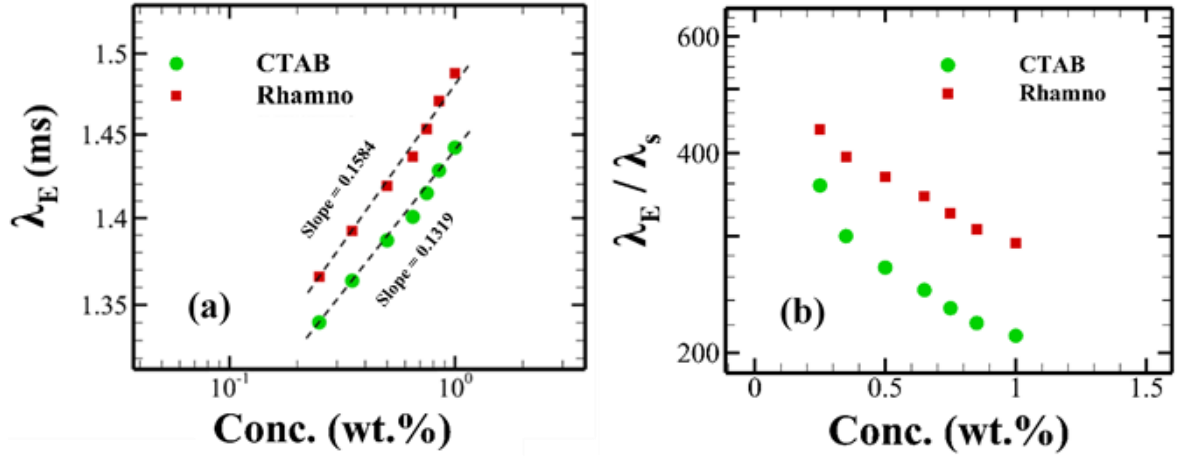 1.5
1.45
1.4
1.35
λE (ms)
CTAB
Rhamno
Slope = 0.1584
Slope = 0.1319
(a)
10-1
100
Conc. (wt.%)
600
400
200
λE / λs
CTAB
Rhamno
(b)
0
0.5
1
1.5
Conc. (wt.%)